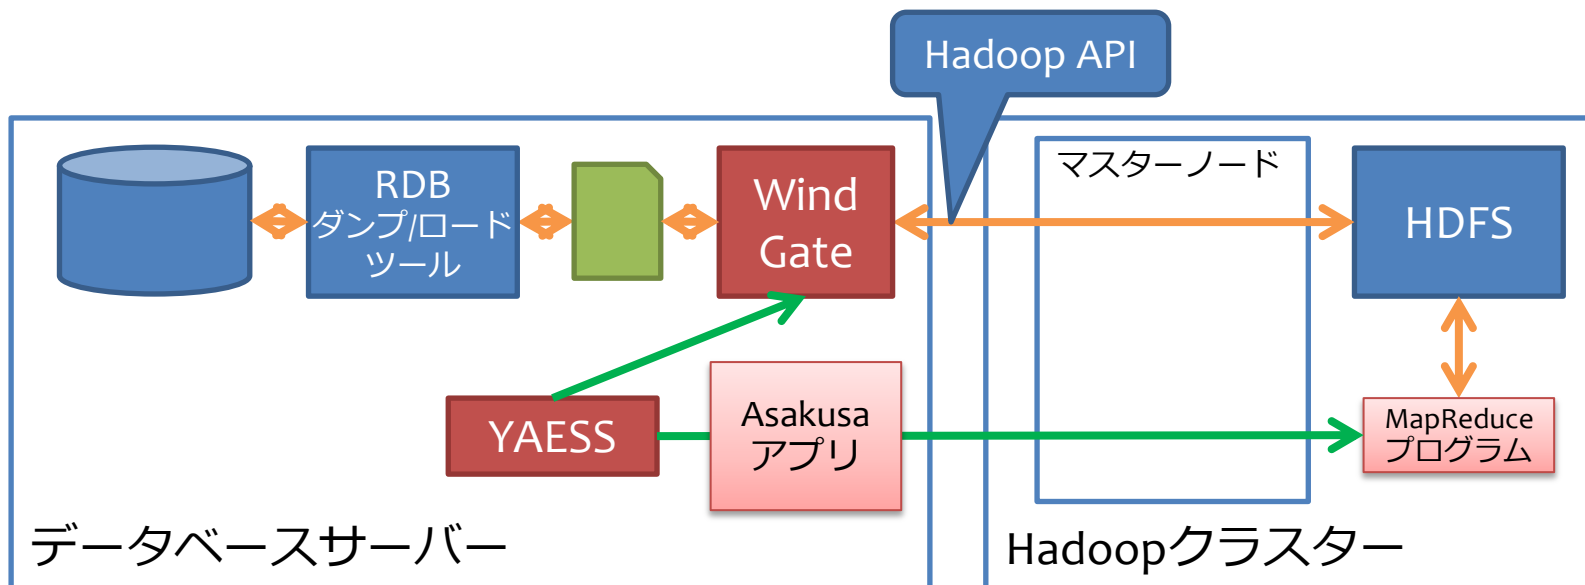 Hadoop API
RDB
ダンプ/ロード
ツール
Wind
Gate
マスターノード
HDFS
YAESS
Asakusa
アプリ
MapReduce
プログラム
データベースサーバー
Hadoopクラスター